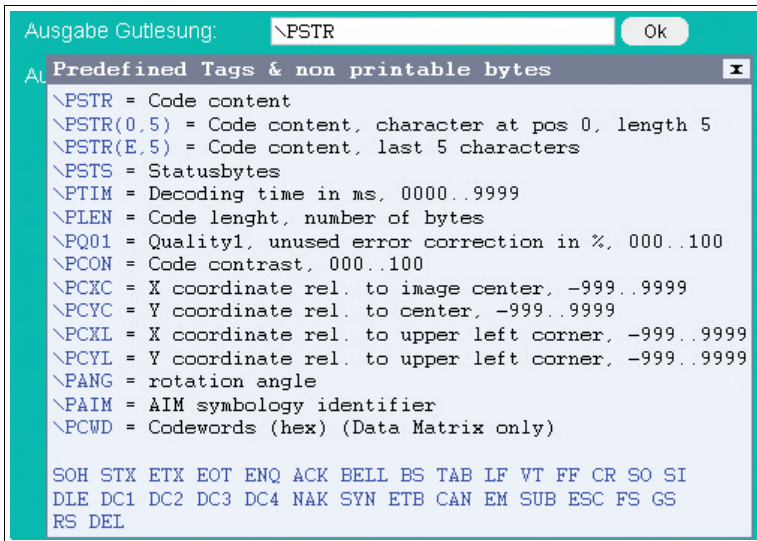 Ausgabe Gutlesung: \PSTR Ok
Au
Predefined Tags & non printable bytes x
\PSTR = Code content
\PSTR(0,5) = Code content, character at pos 0, length 5
\PSTR(E,5) = Code content, last 5 characters
\PSTS = Statusbytes
\PTIM = Decoding time in ms, 0000..9999
\PLEN = Code lenght, number of bytes
\PQ01 = Quality1, unused error correction in %, 000..100
\PCON = Code contrast, 000..100
\PCXC = X coordinate rel. to image center, -999..9999
\PCYC = Y coordinate rel. to center, -999..9999
\PCXL = X coordinate rel. to upper left corner, -999..9999
\PCYL = Y coordinate rel. to upper left corner, -999..9999
\PANG = rotation angle
\PAIM = AIM symbology identifier
\PCWD = Codewords (hex) (Data Matrix only)
SOH STX ETX EOT ENQ ACK BELL BS TAB LF VT FF CR SO SI
DLE DC1 DC2 DC3 DC4 NAK SYN ETB CAN EM SUB ESC FS GS
RS DEL